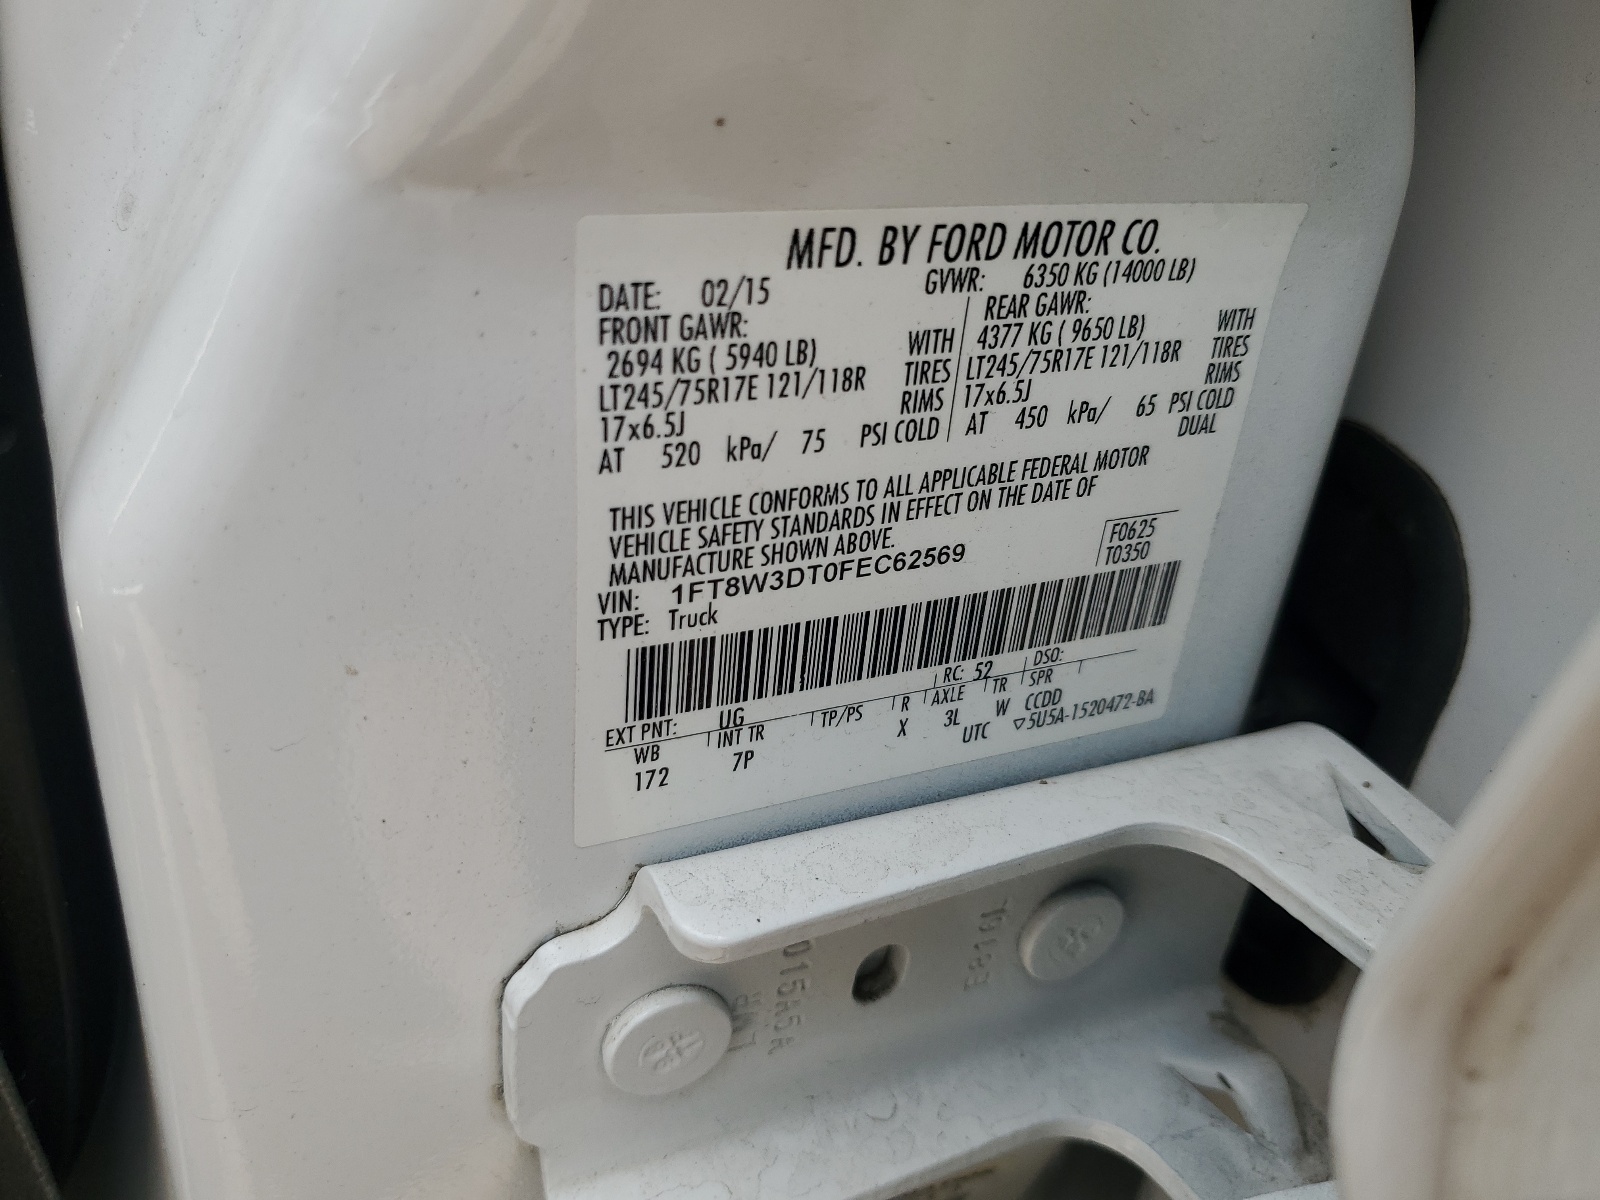 MFD. BY FORD MOTOR CO.
DATE: 02/15 GVWR: 6350 KG (14000 LB)
FRONT GAWR: REAR GAWR:
2694 KG ( 5940 LB) WITH 4377 KG ( 9650 LB) WITH
LT245/75R17E 121/118R TIRES LT245/75R17E 121/118R TIRES
17x6.5J RIMS 17x6.5J RIMS
AT 520 kPa/ 75 PSI COLD AT 450 kPa/ 65 PSI COLD
DUAL
THIS VEHICLE CONFORMS TO ALL APPLICABLE FEDERAL MOTOR
VEHICLE SAFETY STANDARDS IN EFFECT ON THE DATE OF
MANUFACTURE SHOWN ABOVE.
F0625
T0350
VIN: 1FT8W3DT0FEC62569
TYPE: Truck
EXT PNT: UG RC: 52 DSO:
WB INT TR TP/PS R AXLE TR SPR
172 7P X 3L W CCDD
UTC ▽5U5A-1520472-BA